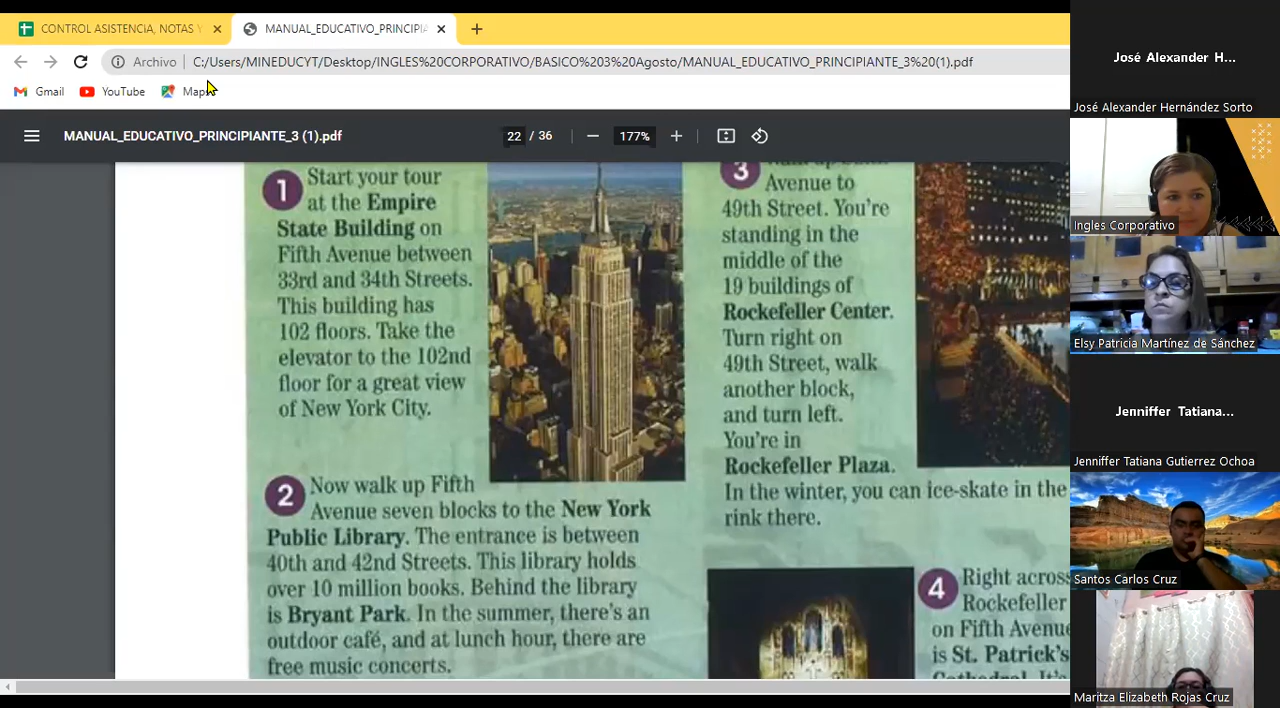 CONTROL ASISTENCIA, NOTAS Y
MANUAL_EDUCATIVO_PRINCIPIA
Archivo C:/Users/MINEDUCYT/Desktop/INGLES%20CORPORATIVO/BASICO%203%20Agosto/MANUAL_EDUCATIVO_PRINCIPIANTE_3%20(1).pdf
Gmail YouTube Maps
MANUAL_EDUCATIVO_PRINCIPIANTE_3 (1).pdf 22 / 36 177%
1 Start your tour
at the Empire
State Building on
Fifth Avenue between
33rd and 34th Streets.
This building has
102 floors. Take the
elevator to the 102nd
floor for a great view
of New York City.
2 Now walk up Fifth
Avenue seven blocks to the New York
Public Library. The entrance is between
40th and 42nd Streets. This library holds
over 10 million books. Behind the library
is Bryant Park. In the summer, there's an
outdoor café, and at lunch hour, there are
free music concerts.
3
Avenue to
49th Street. You're
standing in the
middle of the
19 buildings of
Rockefeller Center.
Turn right on
49th Street, walk
another block,
and turn left.
You're in
Rockefeller Plaza.
In the winter, you can ice-skate in the
rink there.
4 Right across
Rockefeller
on Fifth Avenue
is St. Patrick's
José Alexander H...
José Alexander Hernández Sorto
Ingles Corporativo
Elsy Patricia Martínez de Sánchez
Jenniffer Tatiana...
Jenniffer Tatiana Gutierrez Ochoa
Santos Carlos Cruz
Maritza Elizabeth Rojas Cruz